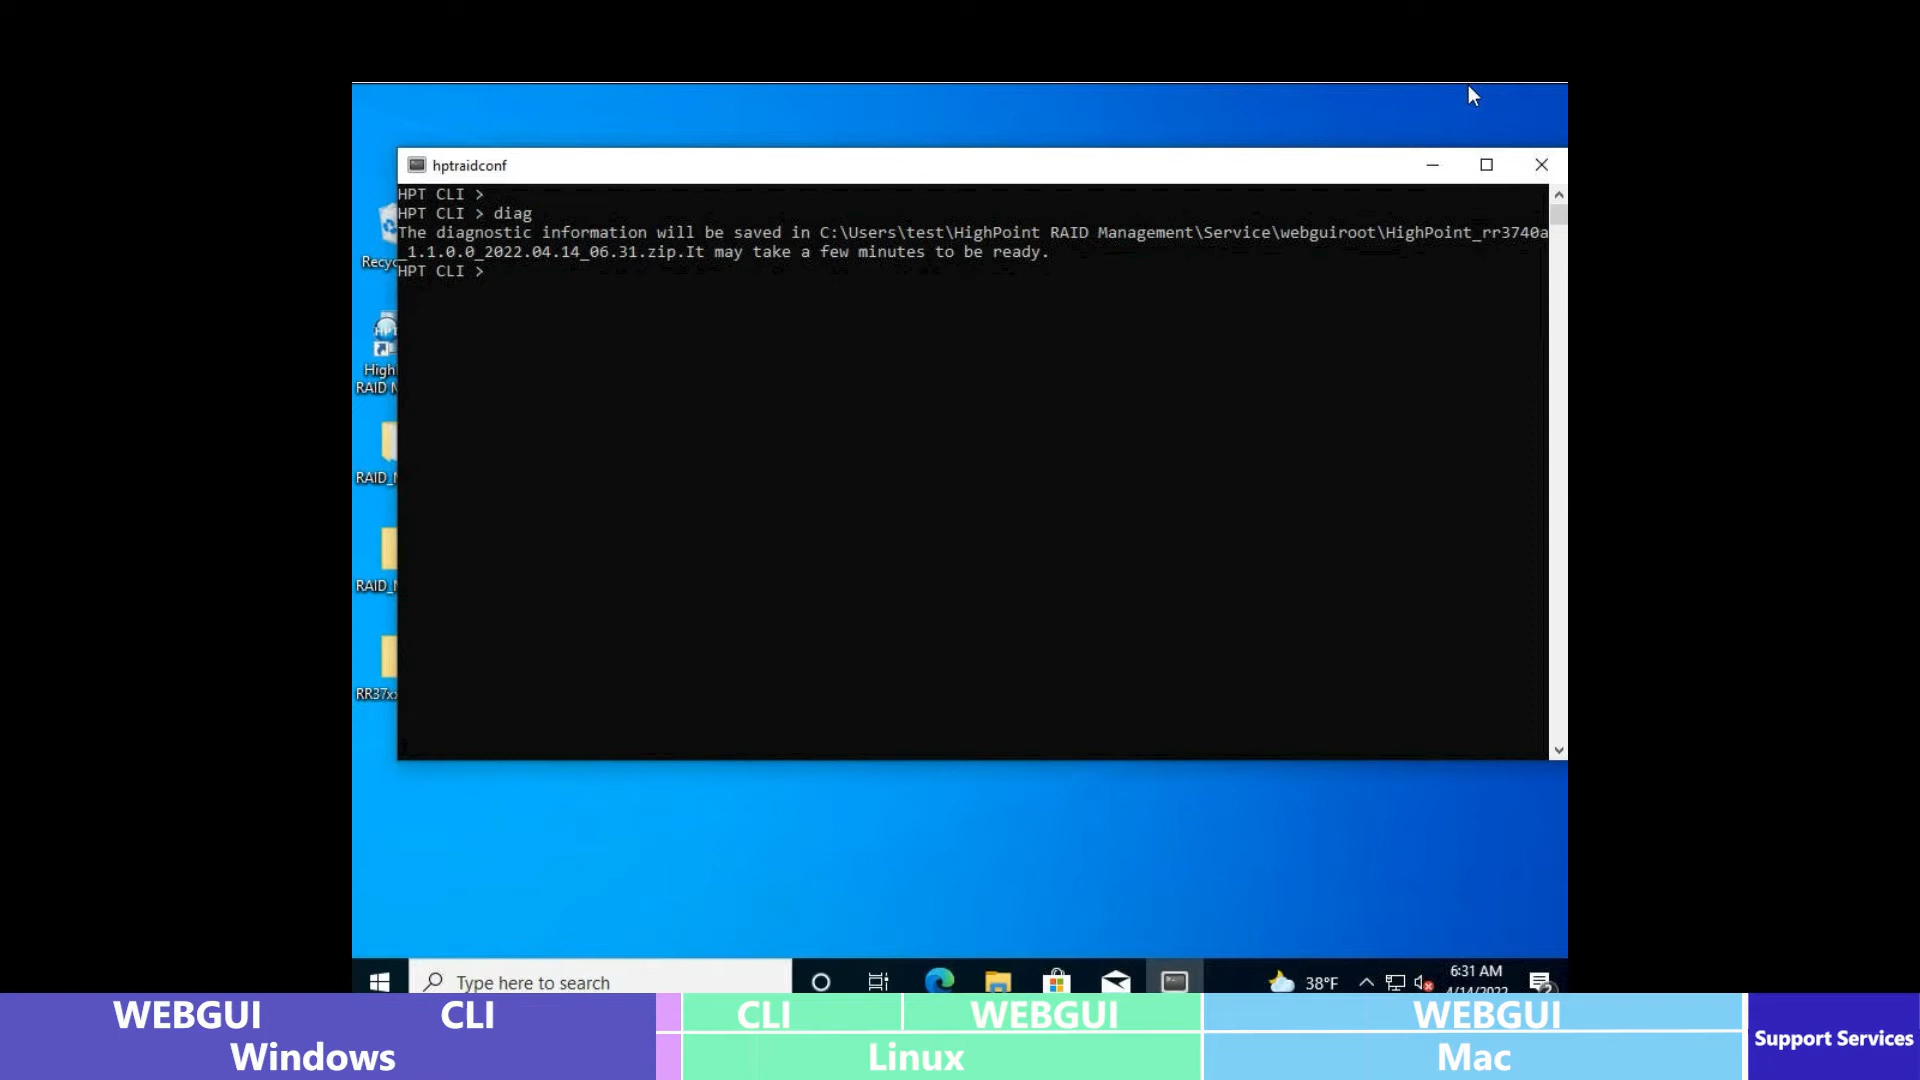 hptraidconf
HPT CLI >
HPT CLI > diag
The diagnostic information will be saved in C:\Users\test\HighPoint RAID Management\Service\webguiroot\HighPoint_rr3740a
_1.1.0.0_2022.04.14_06.31.zip.It may take a few minutes to be ready.
HPT CLI >
Recyc
High
RAID M
RAID_M
RAID_M
RR37x
Type here to search
38°F
6:31 AM
4/14/2022
WEBGUI CLI CLI WEBGUI WEBGUI
Windows Linux Mac
Support Services